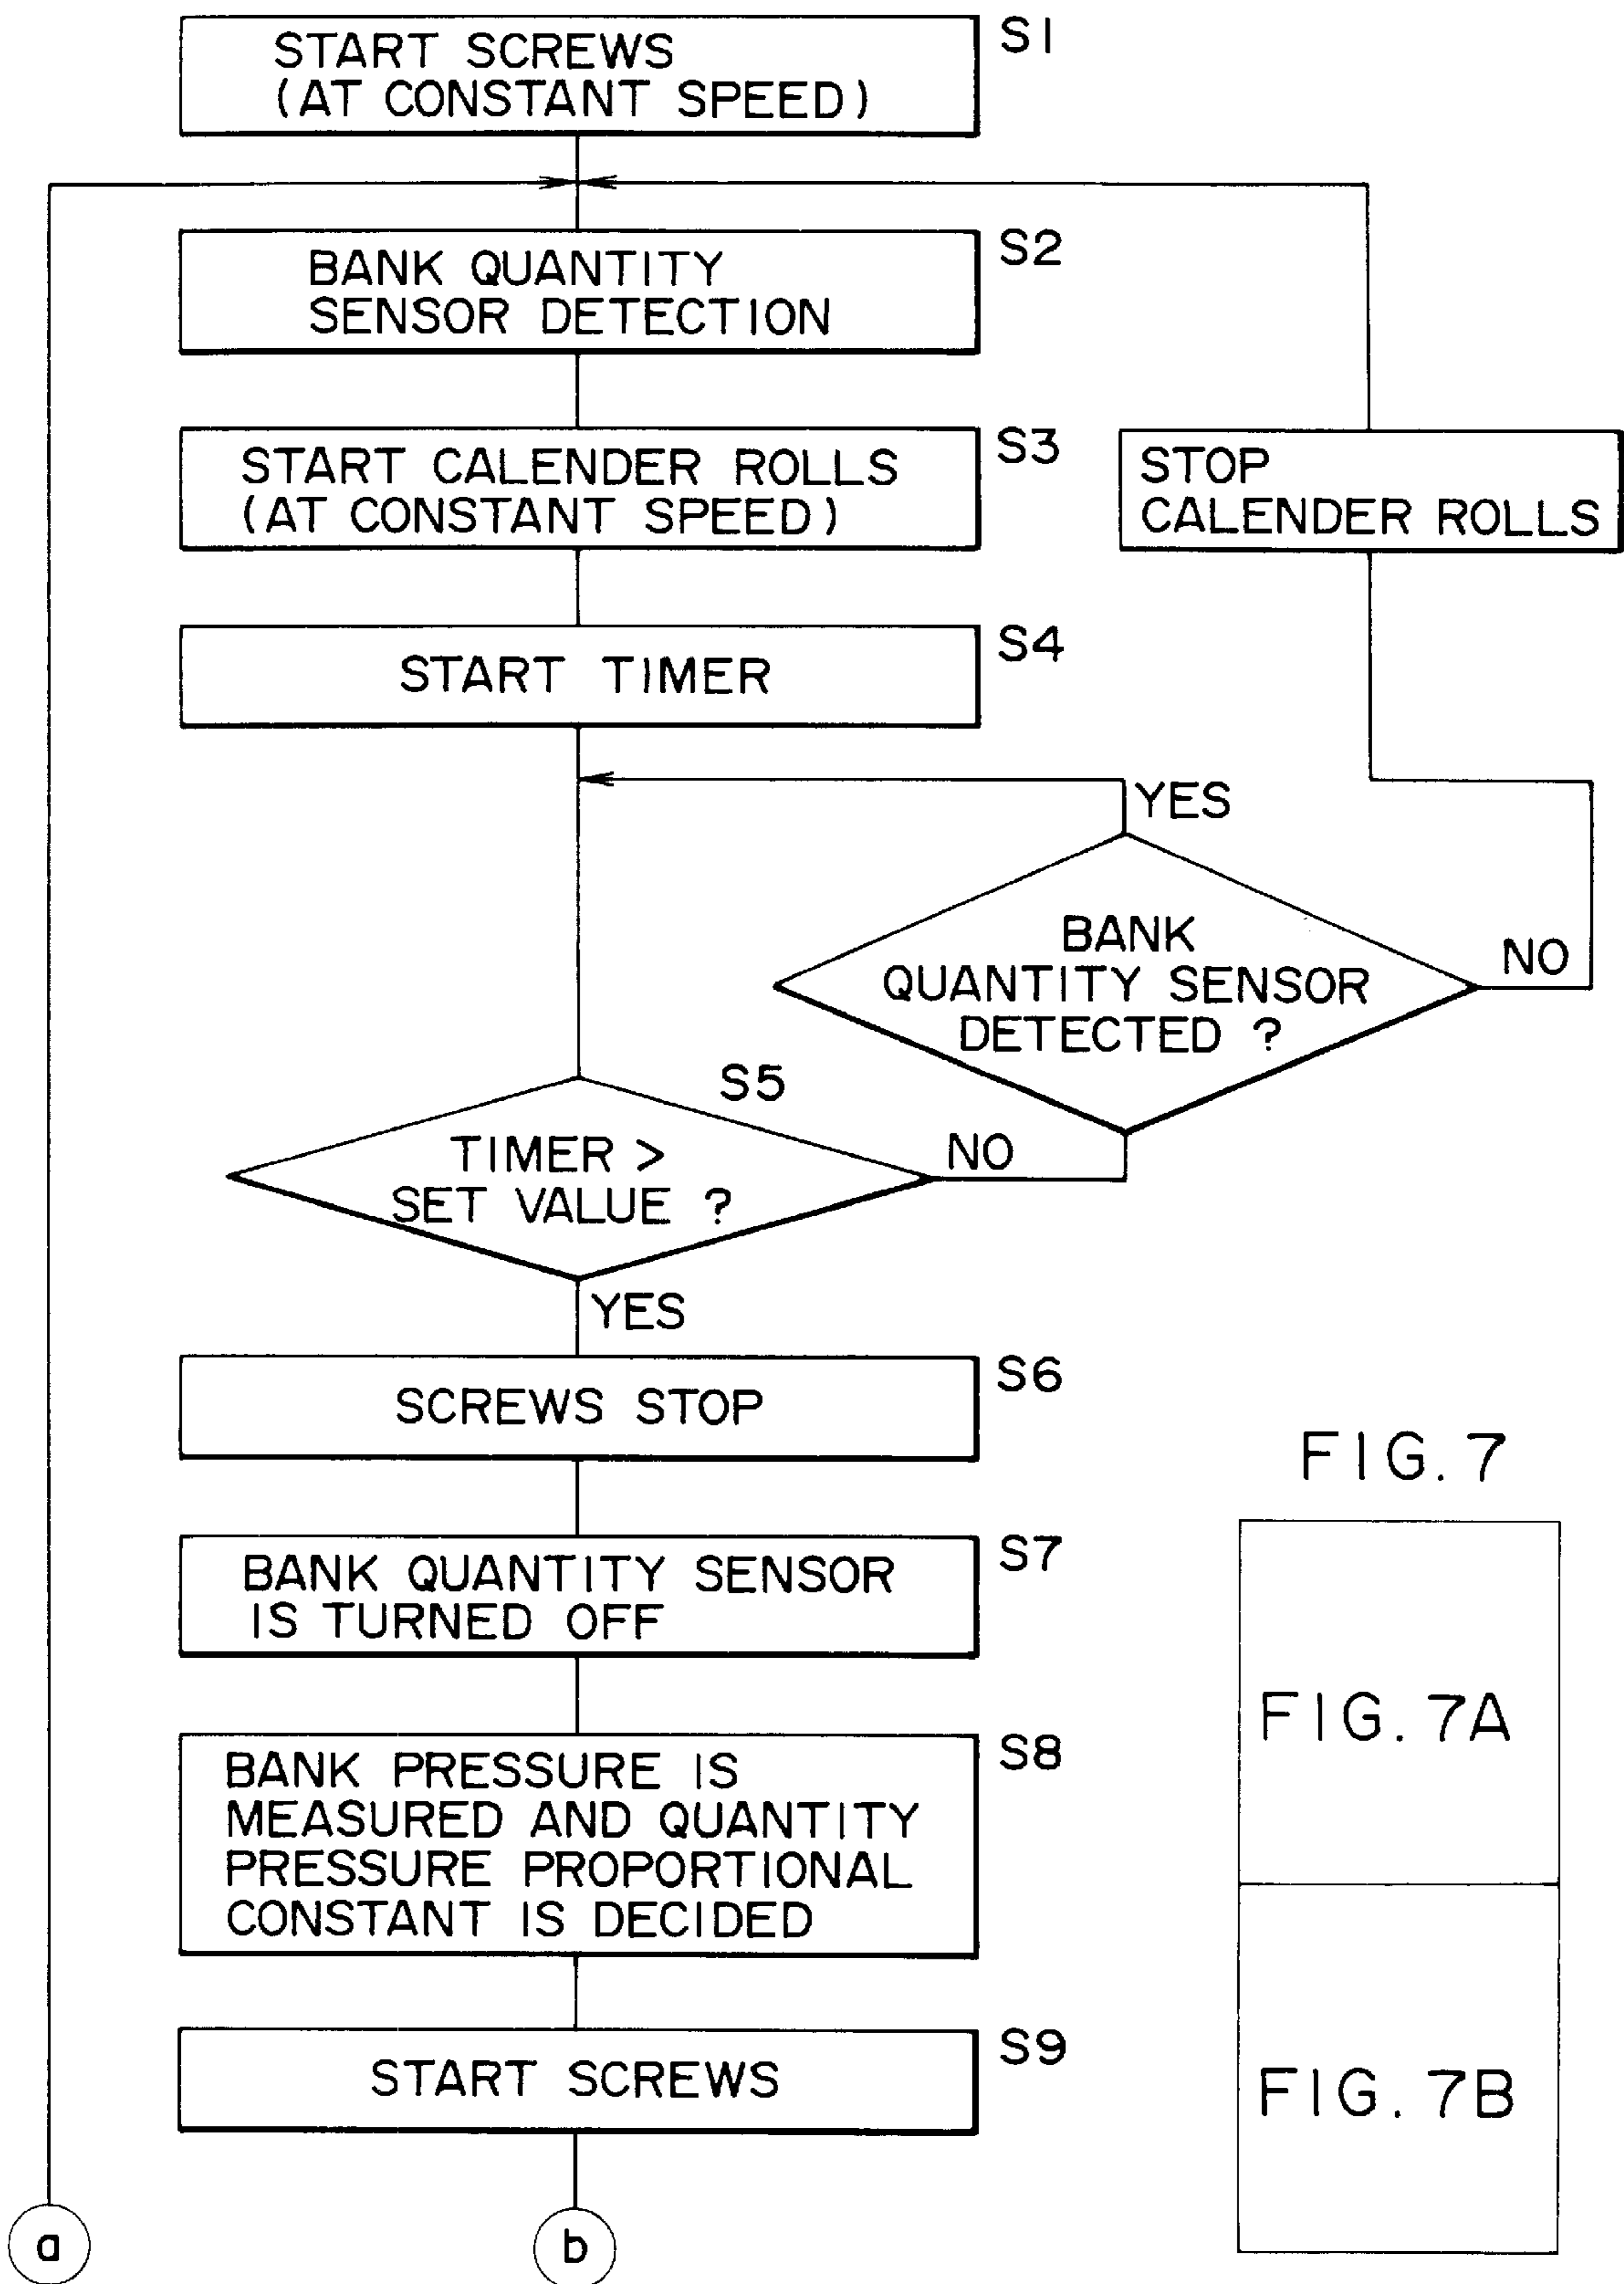 START SCREWS
(AT CONSTANT SPEED)
S1
BANK QUANTITY
SENSOR DETECTION
S2
START CALENDER ROLLS
(AT CONSTANT SPEED)
S3
STOP
CALENDER ROLLS
START TIMER
S4
YES
BANK
QUANTITY SENSOR
DETECTED ?
NO
S5
TIMER >
SET VALUE ?
NO
YES
SCREWS STOP
S6
BANK QUANTITY SENSOR
IS TURNED OFF
S7
BANK PRESSURE IS
MEASURED AND QUANTITY
PRESSURE PROPORTIONAL
CONSTANT IS DECIDED
S8
START SCREWS
S9
a
b
FIG. 7
FIG. 7A
FIG. 7B